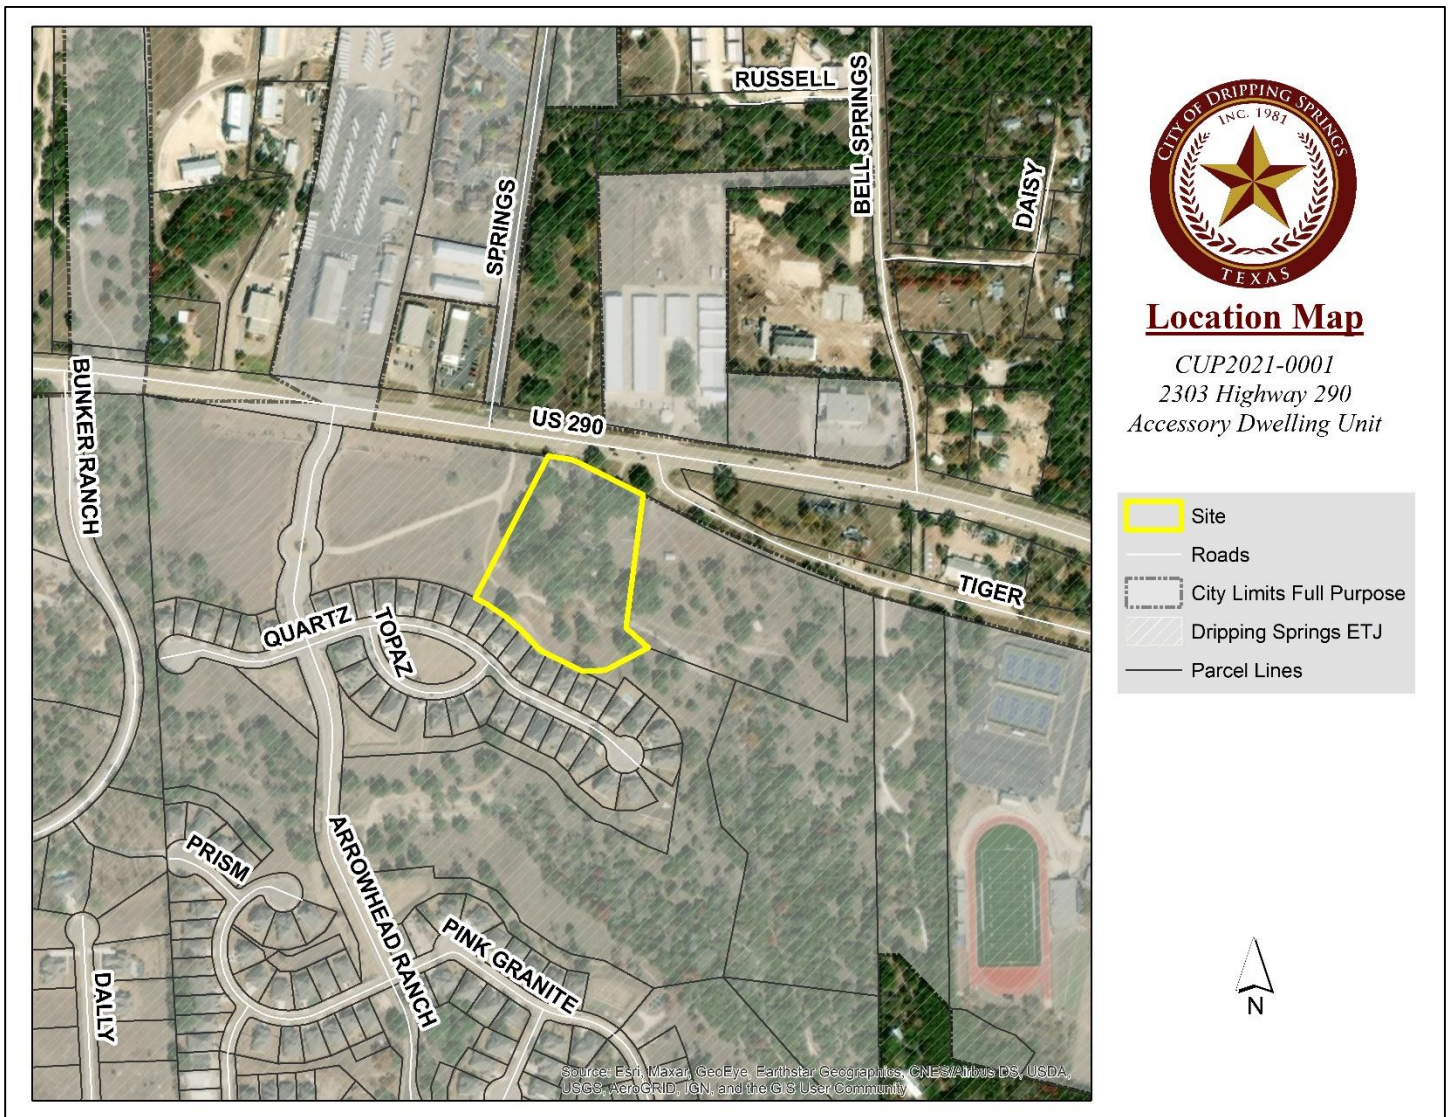 RUSSELL
BELL SPRINGS
DAISY
SPRINGS
US 290
BUNKER RANCH
TIGER
QUARTZ
TOPAZ
PRISM
ARROWHEAD RANCH
PINK GRANITE
DALLY
Source: Esri, Maxar, GeoEye, Earthstar Geographics, CNES/Airbus DS, USDA,
USGS, AeroGRID, IGN, and the GIS User Community
CITY OF DRIPPING SPRINGS
INC. 1981
TEXAS
Location Map
CUP2021-0001
2303 Highway 290
Accessory Dwelling Unit
Site
Roads
City Limits Full Purpose
Dripping Springs ETJ
Parcel Lines
N